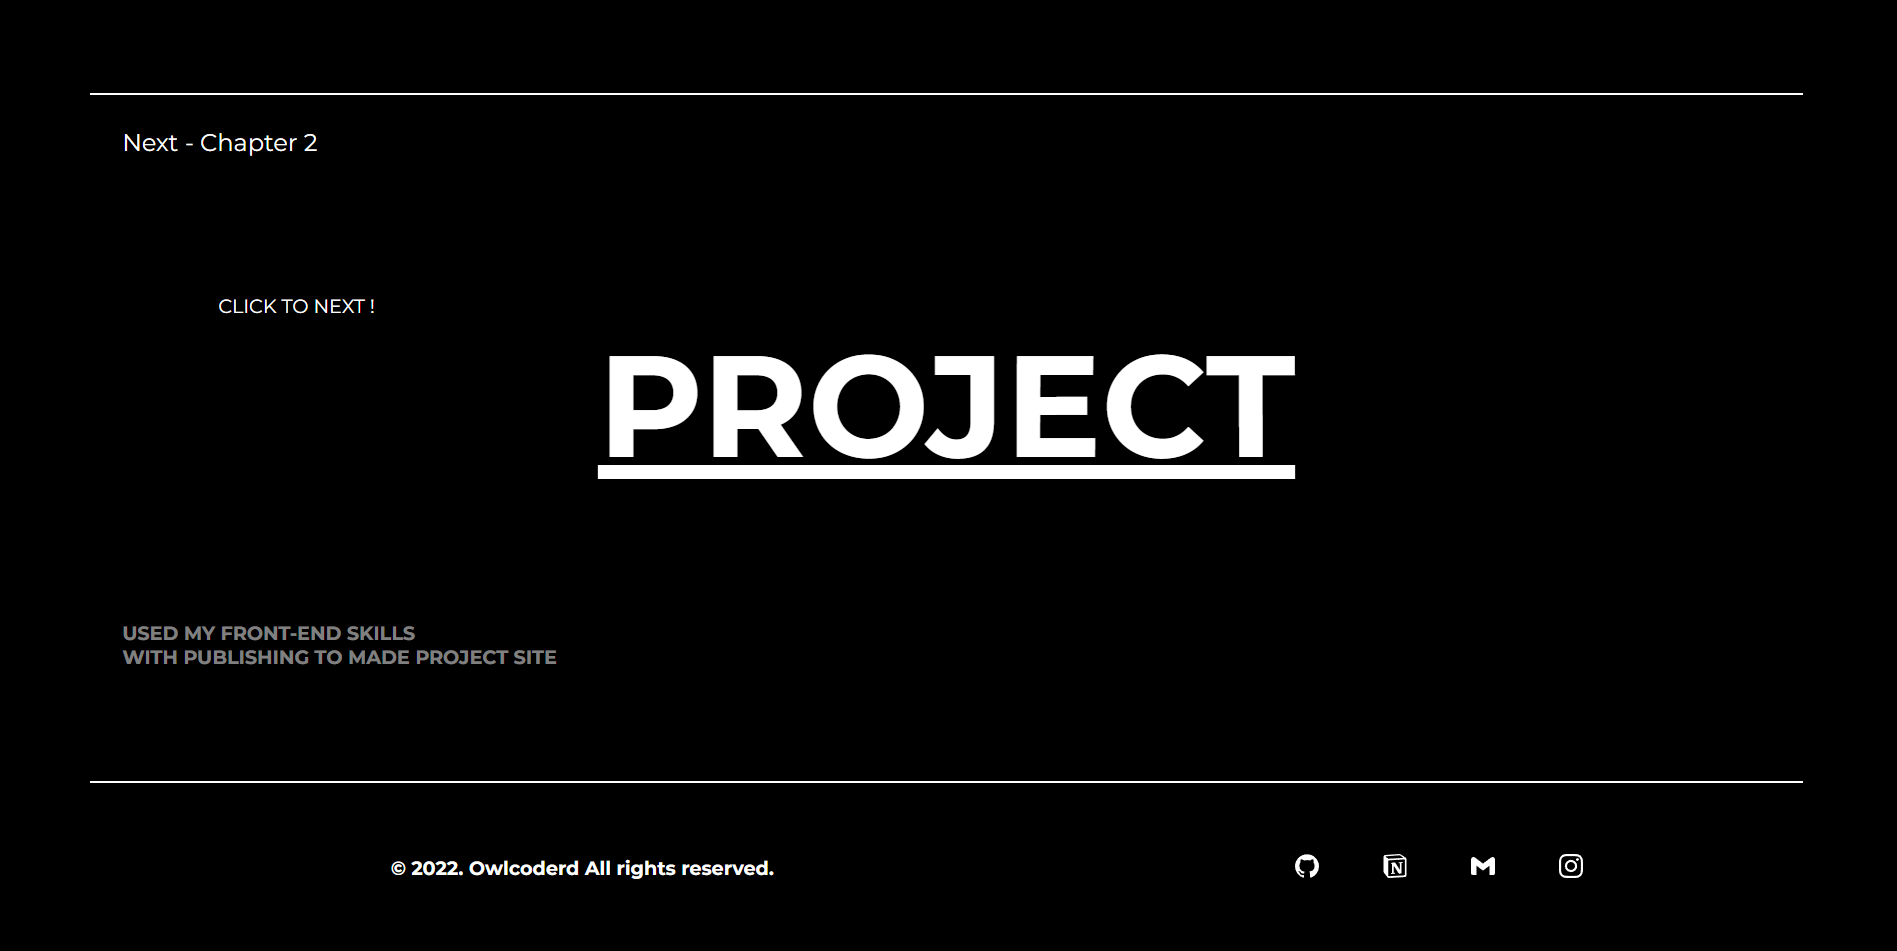 Next - Chapter 2
CLICK TO NEXT !
PROJECT
USED MY FRONT-END SKILLS
WITH PUBLISHING TO MADE PROJECT SITE
© 2022. Owlcoderd All rights reserved.